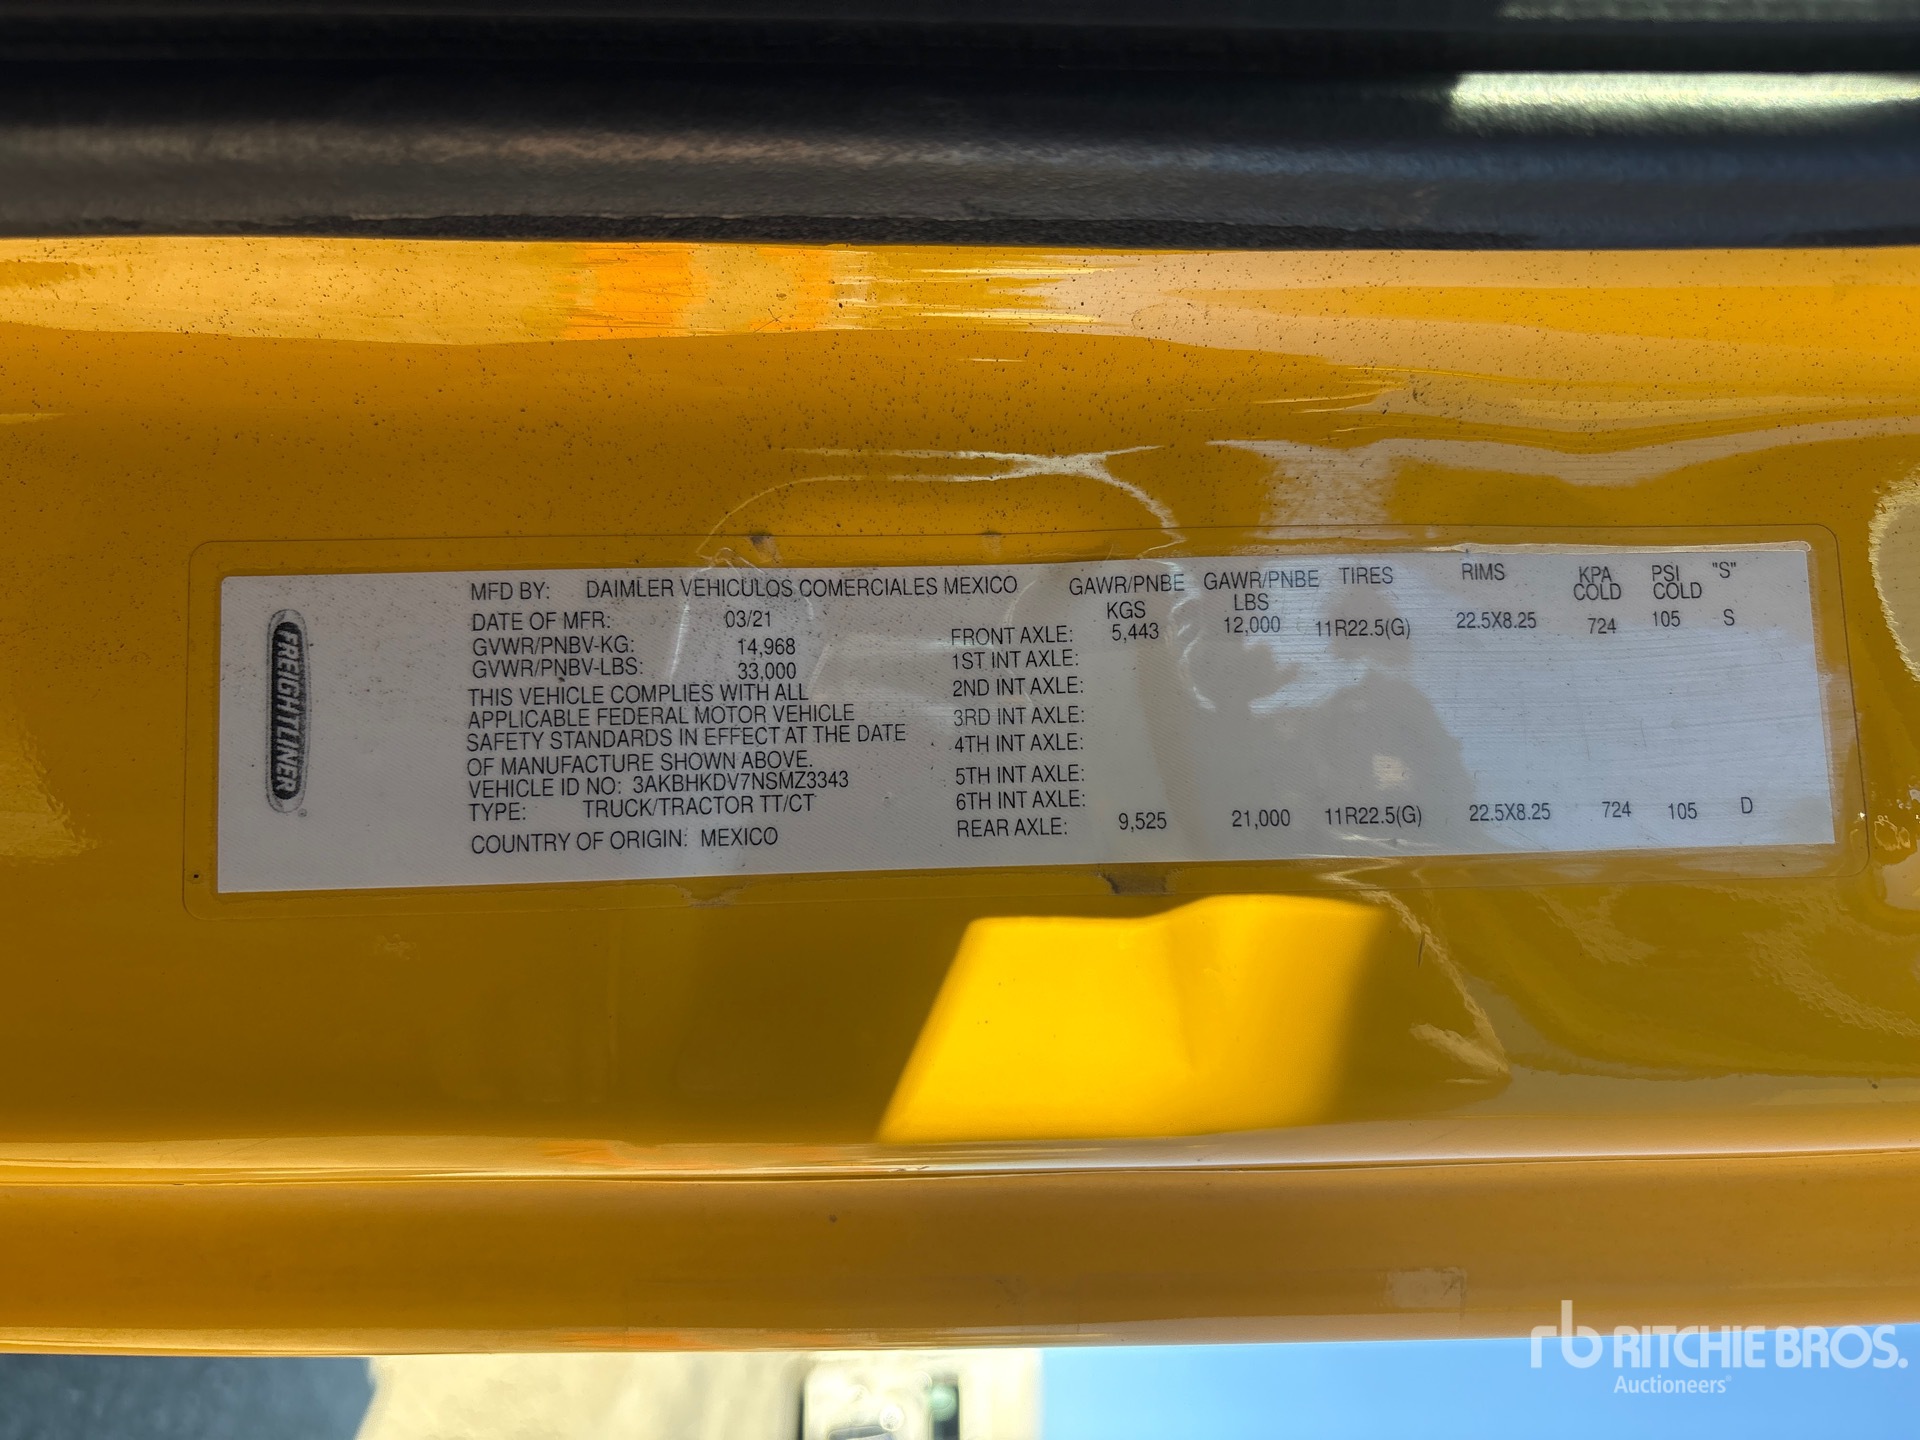 FREIGHTLINER
MFD BY: DAIMLER VEHICULOS COMERCIALES MEXICO
DATE OF MFR: 03/21
GVWR/PNBV-KG: 14,968
GVWR/PNBV-LBS: 33,000
THIS VEHICLE COMPLIES WITH ALL
APPLICABLE FEDERAL MOTOR VEHICLE
SAFETY STANDARDS IN EFFECT AT THE DATE
OF MANUFACTURE SHOWN ABOVE.
VEHICLE ID NO: 3AKBHKDV7NSMZ3343
TYPE: TRUCK/TRACTOR TT/CT
COUNTRY OF ORIGIN: MEXICO
GAWR/PNBE GAWR/PNBE TIRES RIMS KPA PSI "S"
KGS LBS COLD COLD
FRONT AXLE: 5,443 12,000 11R22.5(G) 22.5X8.25 724 105 S
1ST INT AXLE:
2ND INT AXLE:
3RD INT AXLE:
4TH INT AXLE:
5TH INT AXLE:
6TH INT AXLE:
REAR AXLE: 9,525 21,000 11R22.5(G) 22.5X8.25 724 105 D
rb RITCHIE BROS.
Auctioneers